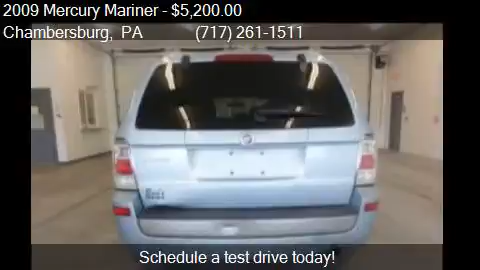 2009 Mercury Mariner - $5,200.00
Chambersburg, PA (717) 261-1511
Schedule a test drive today!